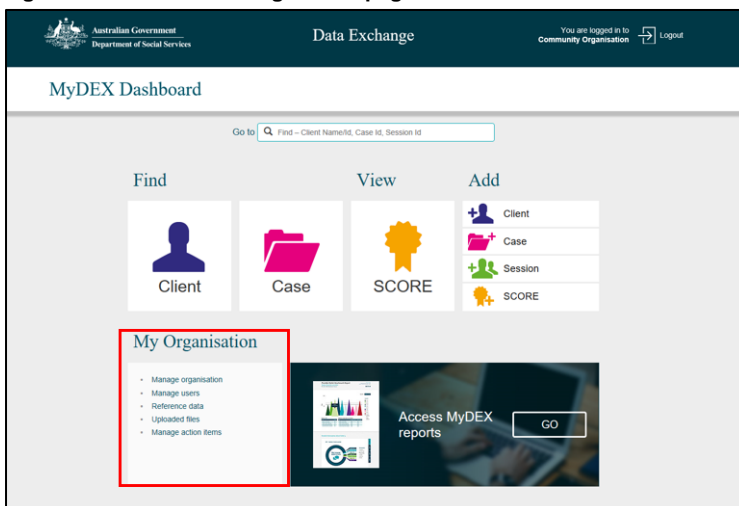 Australian Government
Department of Social Services
Data Exchange
You are logged in to
Community Organisation
Logout
MyDEX Dashboard
Go to
Find – Client Name/Id, Case Id, Session Id
Find
View
Add
Client
Case
SCORE
Client
Case
Session
SCORE
My Organisation
Manage organisation
Manage users
Reference data
Uploaded files
Manage action items
Access MyDEX
reports
GO